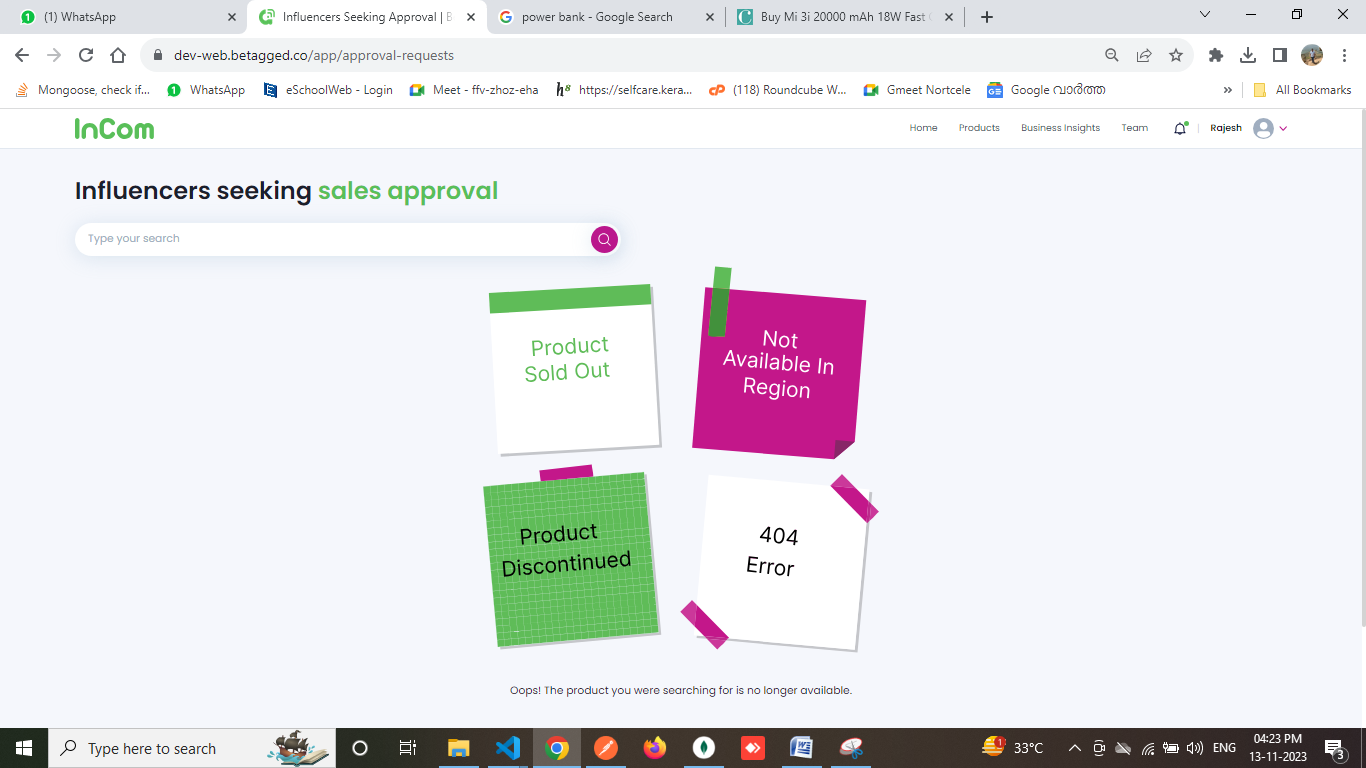 (1) WhatsApp
Influencers Seeking Approval | B
power bank - Google Search
Buy Mi 3i 20000 mAh 18W Fast
dev-web.betagged.co/app/approval-requests
Mongoose, check if...
WhatsApp
eSchoolWeb - Login
Meet - ffv-zhoz-eha
https://selfcare.kera...
(118) Roundcube W...
Gmeet Nortcele
Google വാർത്ത
»
All Bookmarks
InCom
Home
Products
Business Insights
Team
Rajesh
Influencers seeking sales approval
Type your search
Product
Sold Out
Not
Available In
Region
Product
Discontinued
404
Error
Oops! The product you were searching for is no longer available.
Type here to search
33°C
ENG
04:23 PM
13-11-2023
3